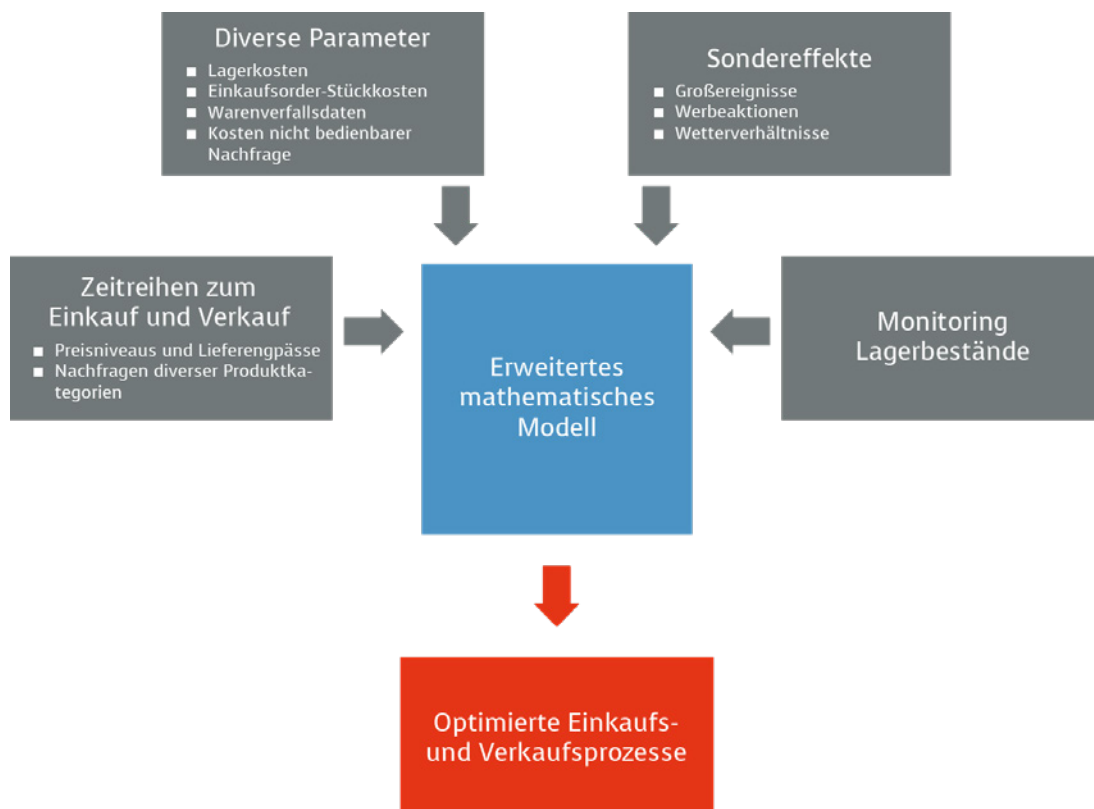 Diverse Parameter
■ Lagerkosten
■ Einkaufsorder-Stückkosten
■ Warenverfallsdaten
■ Kosten nicht bedienbarer
Nachfrage
Sondereffekte
■ Großereignisse
■ Werbeaktionen
■ Wetterverhältnisse
Zeitreihen zum
Einkauf und Verkauf
■ Preisniveaus und Lieferengpässe
■ Nachfragen diverser Produktka-
tegorien
Erweitertes
mathematisches
Modell
Monitoring
Lagerbestände
Optimierte Einkaufs-
und Verkaufsprozesse